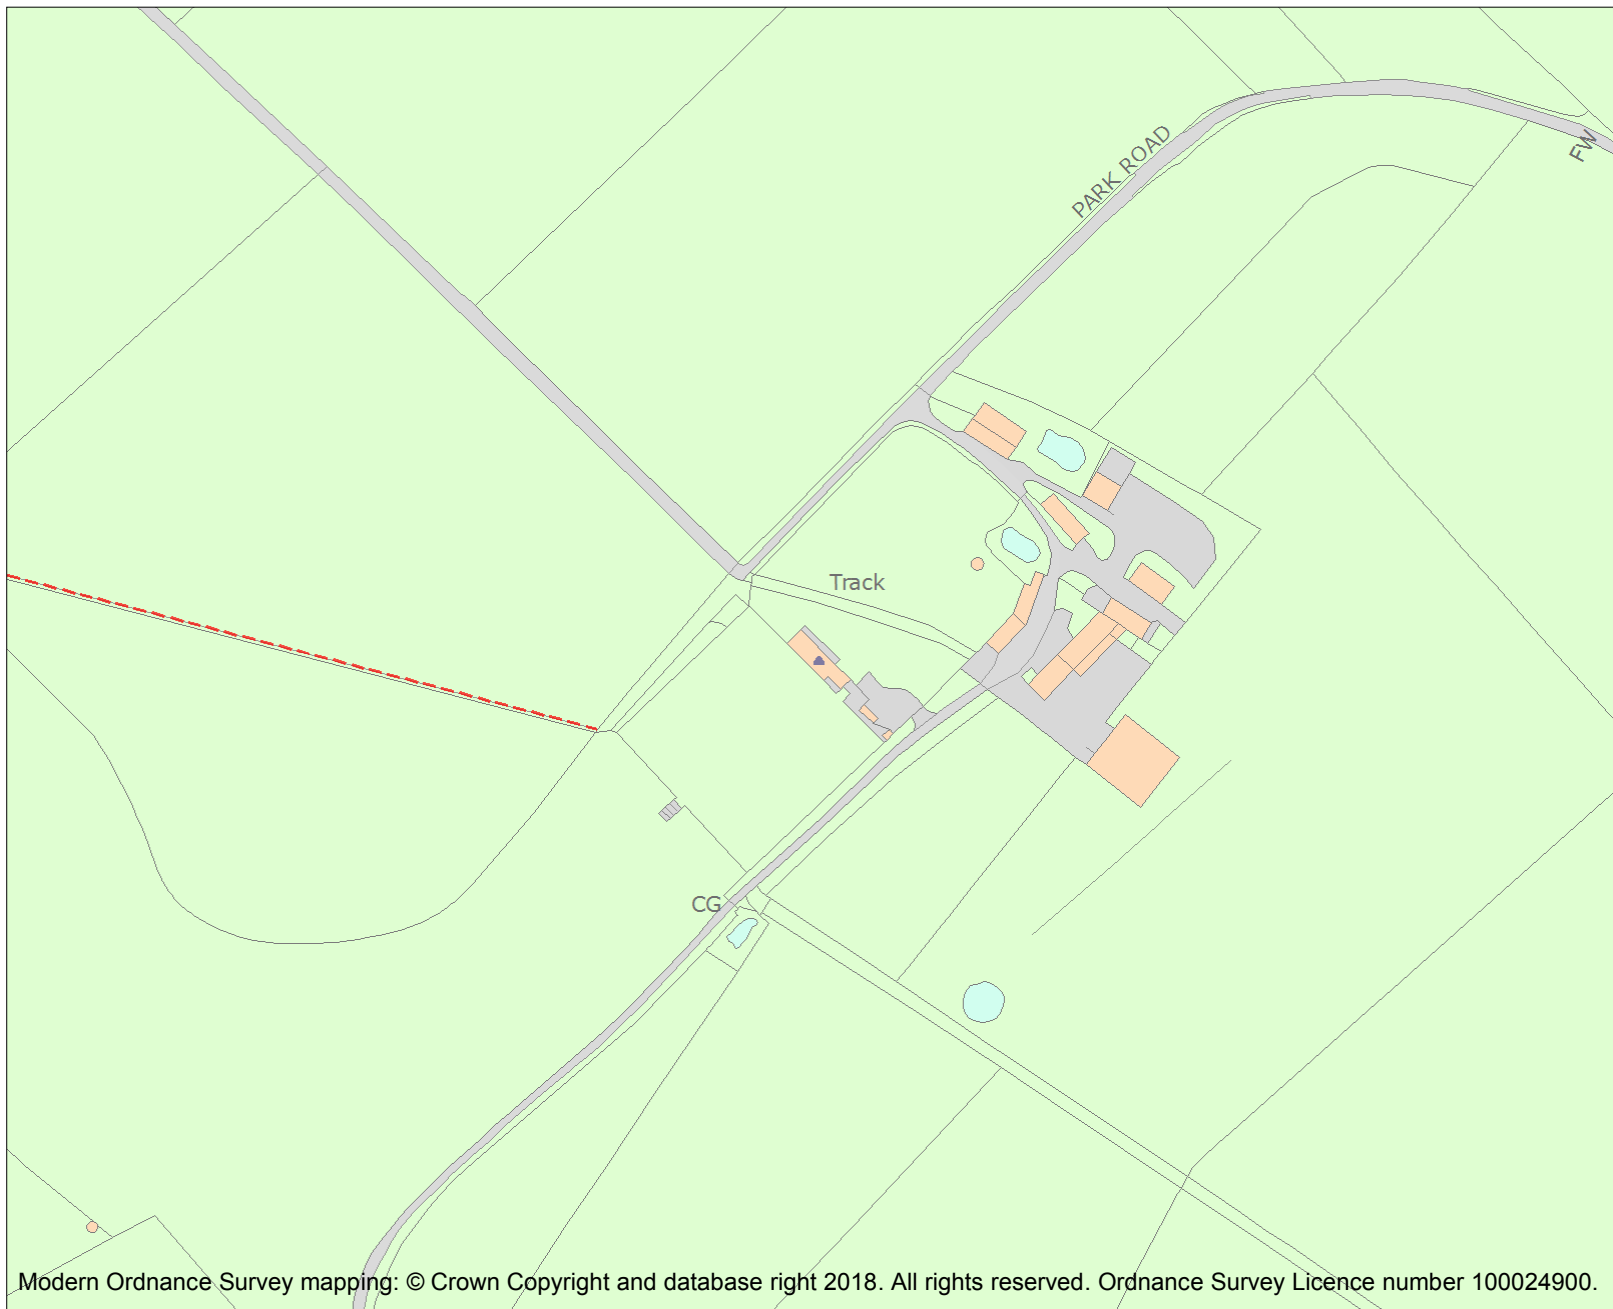 PARK ROAD
FW
Track
CG
Modern Ordnance Survey mapping: © Crown Copyright and database right 2018. All rights reserved. Ordnance Survey Licence number 100024900.